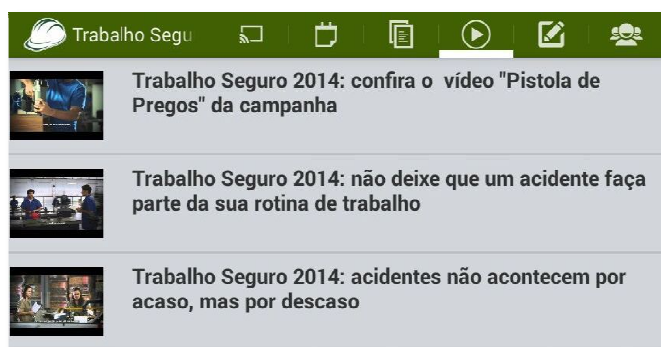 Trabalho Segu
Trabalho Seguro 2014: confira o vídeo "Pistola de
Pregos" da campanha
Trabalho Seguro 2014: não deixe que um acidente faça
parte da sua rotina de trabalho
Trabalho Seguro 2014: acidentes não acontecem por
acaso, mas por descaso